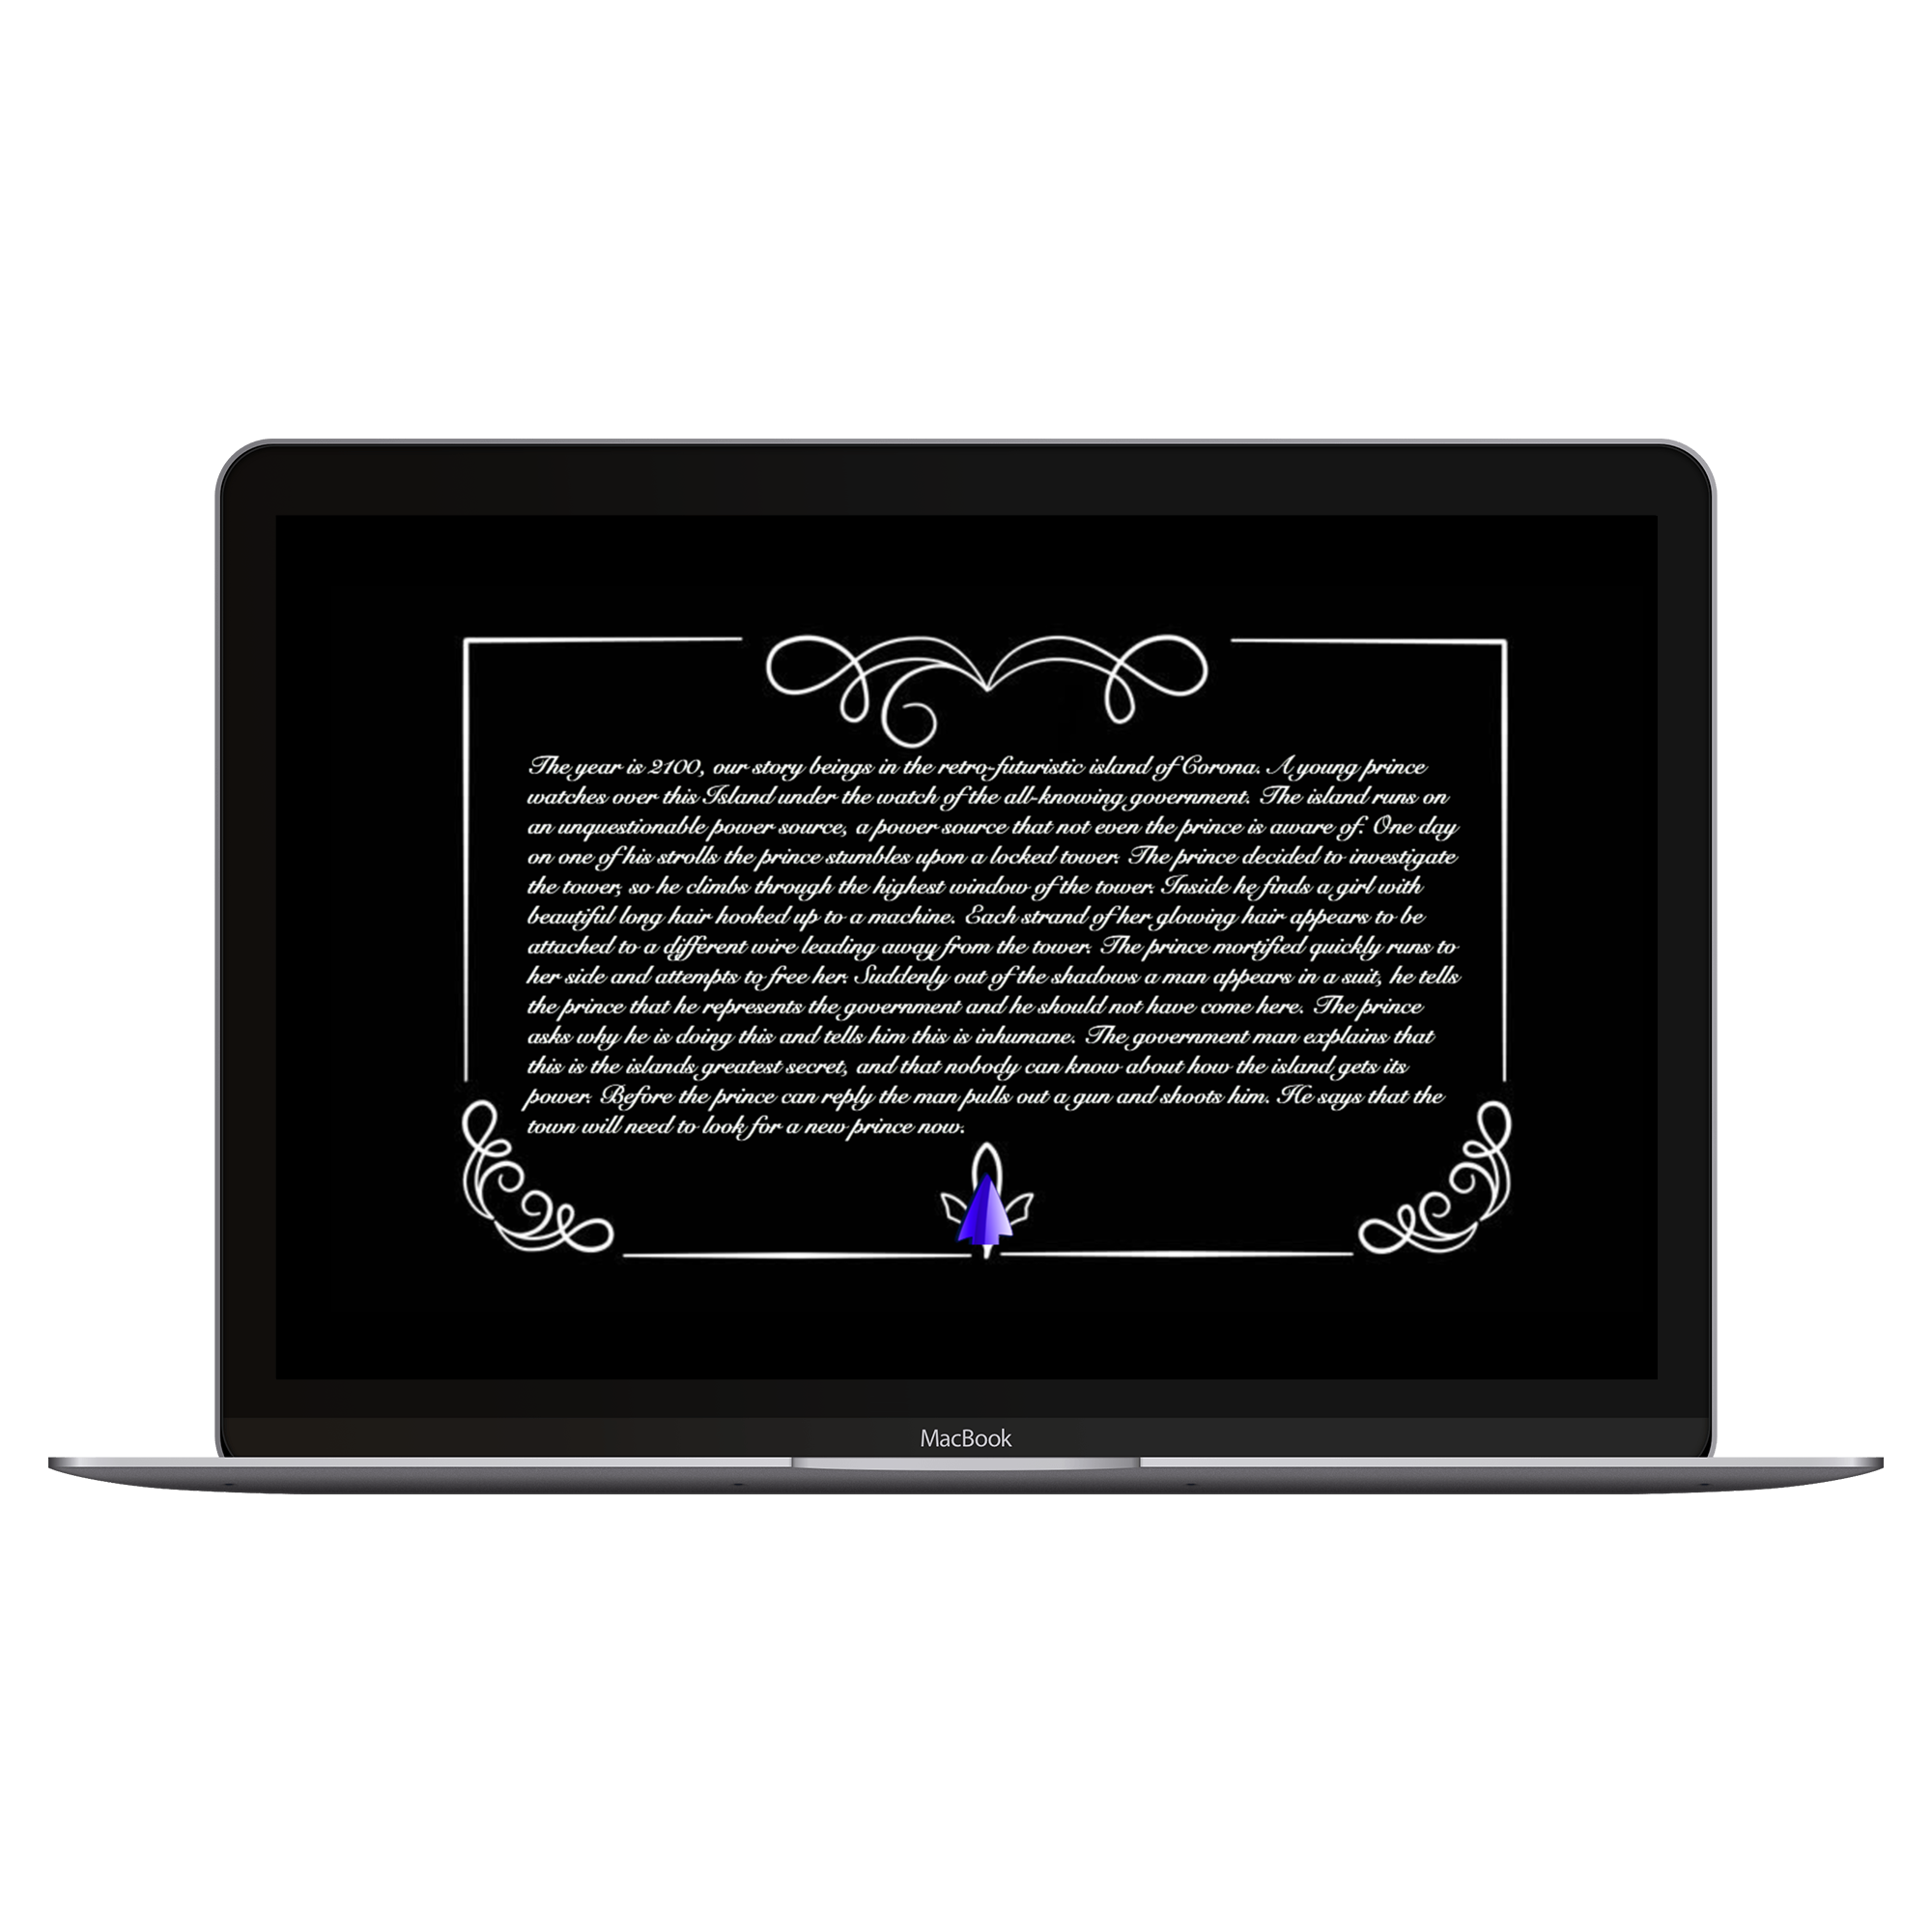 The year is 2100, our story beings in the retro-futuristic island of Corona. A young prince
watches over this Island under the watch of the all-knowing government. The island runs on
an unquestionable power source, a power source that not even the prince is aware of. One day
on one of his strolls the prince stumbles upon a locked tower. The prince decided to investigate
the tower, so he climbs through the highest window of the tower. Inside he finds a girl with
beautiful long hair hooked up to a machine. Each strand of her glowing hair appears to be
attached to a different wire leading away from the tower. The prince mortified quickly runs to
her side and attempts to free her. Suddenly out of the shadows a man appears in a suit, he tells
the prince that he represents the government and he should not have come here. The prince
asks why he is doing this and tells him this is inhumane. The government man explains that
this is the islands greatest secret, and that nobody can know about how the island gets its
power. Before the prince can reply the man pulls out a gun and shoots him. He says that the
town will need to look for a new prince now.
MacBook